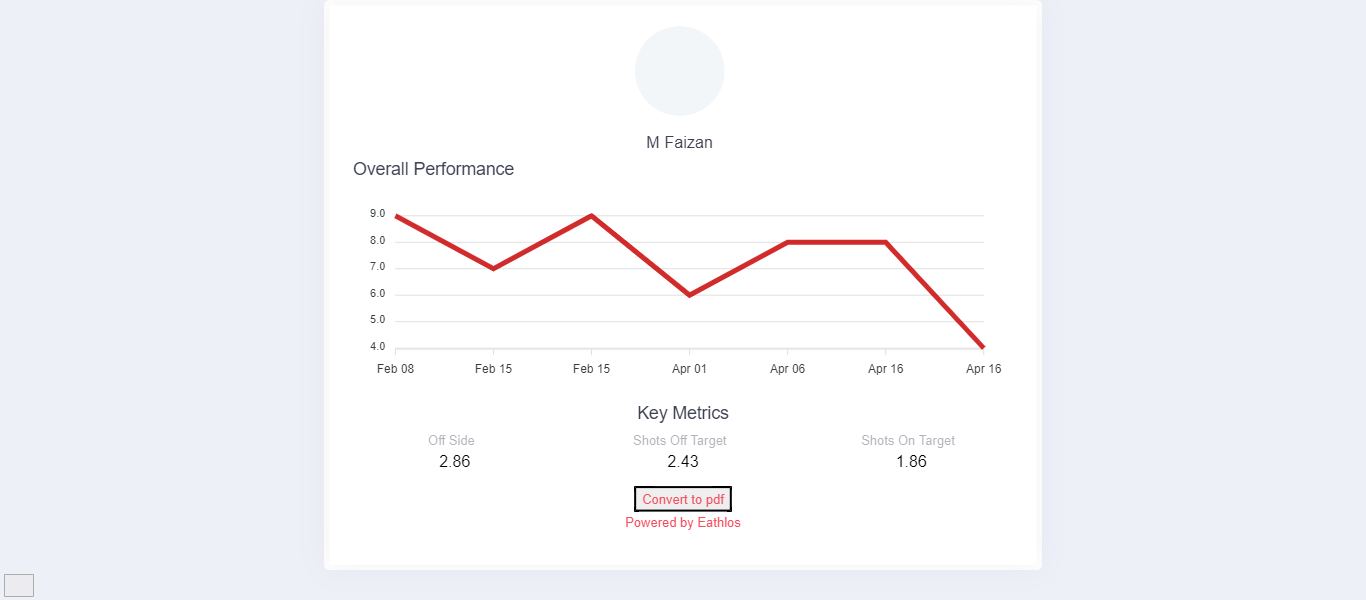 M Faizan
Overall Performance
9.0
8.0
7.0
6.0
5.0
4.0
Feb 08 Feb 15 Feb 15 Apr 01 Apr 06 Apr 16 Apr 16
Key Metrics
Off Side Shots Off Target Shots On Target
2.86 2.43 1.86
Convert to pdf
Powered by Eathlos